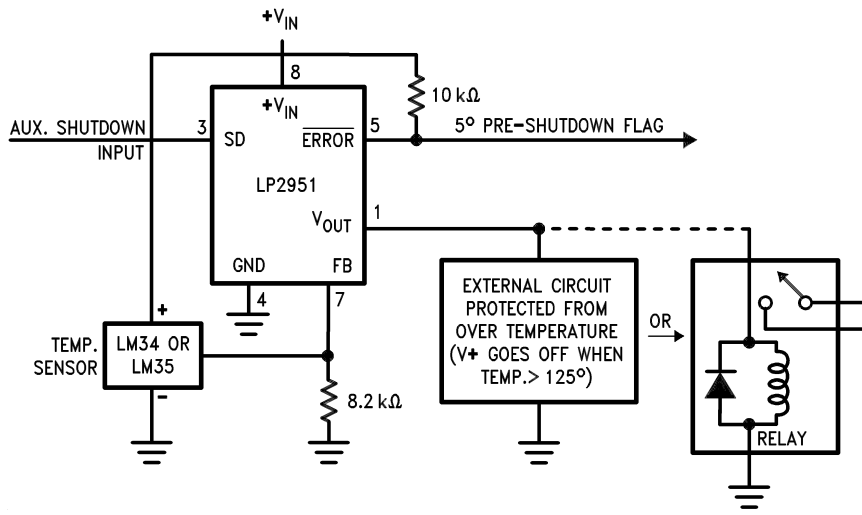 +VIN
8
+VIN
10 kΩ
AUX. SHUTDOWN
INPUT
3
SD
ERROR
5
5º PRE-SHUTDOWN FLAG
LP2951
VOUT
1
GND
FB
4
7
TEMP.
SENSOR
+
LM34 OR
LM35
-
8.2 kΩ
EXTERNAL CIRCUIT
PROTECTED FROM
OVER TEMPERATURE
(V+ GOES OFF WHEN
TEMP.> 125º)
OR
RELAY